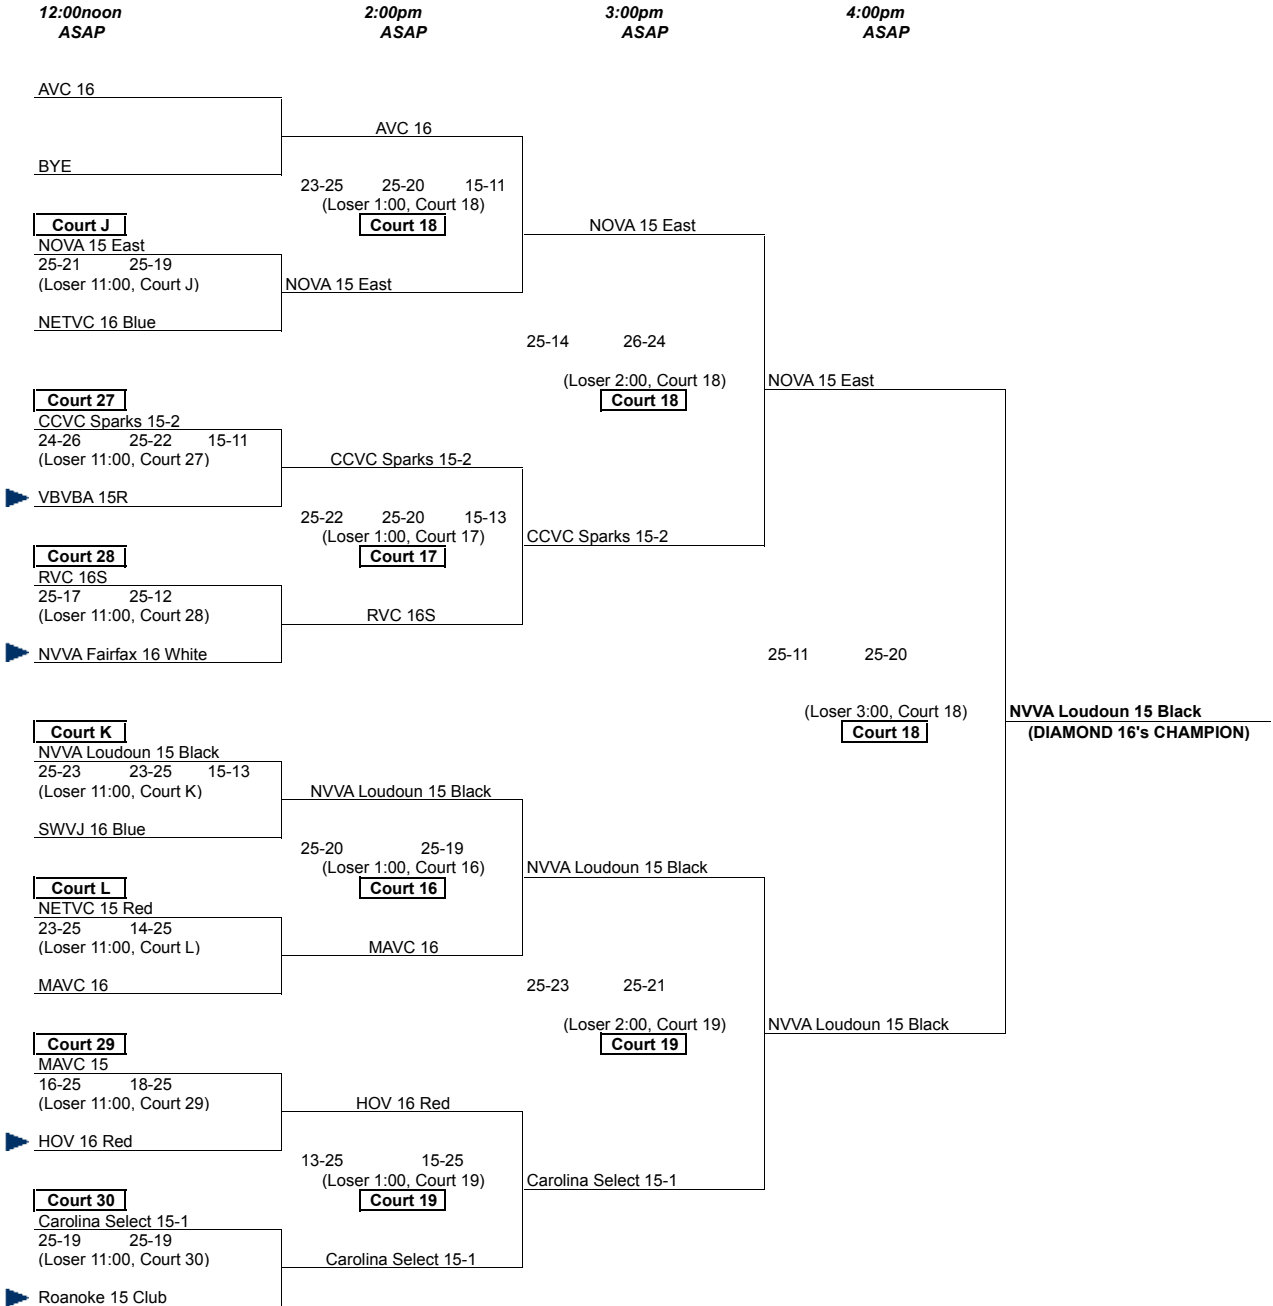 12:00noon 2:00pm 3:00pm 4:00pm
ASAP ASAP ASAP ASAP
AVC 16
AVC 16
BYE
23-25 25-20 15-11
(Loser 1:00, Court 18)
Court J Court 18 NOVA 15 East
NOVA 15 East
25-21 25-19
(Loser 11:00, Court J) NOVA 15 East
NETVC 16 Blue
25-14 26-24
(Loser 2:00, Court 18) NOVA 15 East
Court 27 Court 18
CCVC Sparks 15-2
24-26 25-22 15-11
(Loser 11:00, Court 27) CCVC Sparks 15-2
VBVBA 15R
25-22 25-20 15-13
(Loser 1:00, Court 17) CCVC Sparks 15-2
Court 28 Court 17
RVC 16S
25-17 25-12
(Loser 11:00, Court 28) RVC 16S
NVVA Fairfax 16 White 25-11 25-20
(Loser 3:00, Court 18) NVVA Loudoun 15 Black
Court K Court 18 (DIAMOND 16's CHAMPION)
NVVA Loudoun 15 Black
25-23 23-25 15-13
(Loser 11:00, Court K) NVVA Loudoun 15 Black
SWVJ 16 Blue
25-20 25-19
(Loser 1:00, Court 16) NVVA Loudoun 15 Black
Court L Court 16
NETVC 15 Red
23-25 14-25
(Loser 11:00, Court L) MAVC 16
MAVC 16 25-23 25-21
(Loser 2:00, Court 19) NVVA Loudoun 15 Black
Court 29 Court 19
MAVC 15
16-25 18-25
(Loser 11:00, Court 29) HOV 16 Red
HOV 16 Red
13-25 15-25
(Loser 1:00, Court 19) Carolina Select 15-1
Court 30 Court 19
Carolina Select 15-1
25-19 25-19
(Loser 11:00, Court 30) Carolina Select 15-1
Roanoke 15 Club